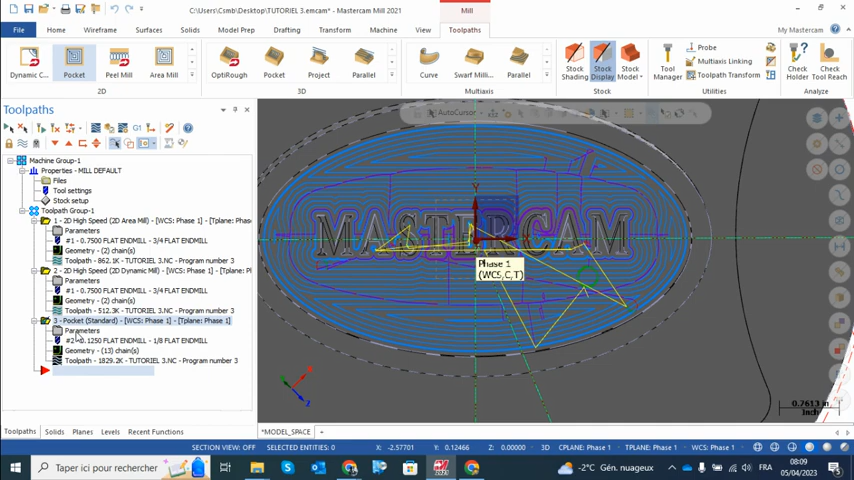 C:\Users\Csmb\Desktop\TUTORIEL 3.emcam* - Mastercam Mill 2021
Mill
File
Home
Wireframe
Surfaces
Solids
Model Prep
Drafting
Transform
Machine
View
Toolpaths
My Mastercam
Dynamic C...
Pocket
Peel Mill
Area Mill
OptiRough
Pocket
Project
Parallel
Curve
Swarf Milli...
Parallel
Stock Shading
Stock Display
Stock Model
Tool Manager
Probe
Multiaxis Linking
Toolpath Transform
Check Holder
Check Tool Reach
2D
3D
Multiaxis
Stock
Utilities
Analyze
Toolpaths
AutoCursor
Machine Group-1
Properties - MILL DEFAULT
Files
Tool settings
Stock setup
Toolpath Group-1
1 - 2D High Speed (2D Area Mill) - [WCS: Phase 1] - [Tplane: Phase
Parameters
#1 - 0.7500 FLAT ENDMILL - 3/4 FLAT ENDMILL
Geometry - (2) chain(s)
Toolpath - 862.1K - TUTORIEL 3.NC - Program number 3
2 - 2D High Speed (2D Dynamic Mill) - [WCS: Phase 1] - [Tplane: P
Parameters
#1 - 0.7500 FLAT ENDMILL - 3/4 FLAT ENDMILL
Geometry - (2) chain(s)
Toolpath - 512.3K - TUTORIEL 3.NC - Program number 3
3 - Pocket (Standard) - [WCS: Phase 1] - [Tplane: Phase 1]
Parameters
#2 - 0.1250 FLAT ENDMILL - 1/8 FLAT ENDMILL
Geometry - (13) chain(s)
Toolpath - 1829.2K - TUTORIEL 3.NC - Program number 3
MASTERCAM
Y
Phase 1
(WCS,C,T)
0.7613 in
Inch
Toolpaths
Solids
Planes
Levels
Recent Functions
*MODEL_SPACE
SECTION VIEW: OFF
SELECTED ENTITIES: 0
X: -2.57701
Y: 0.12466
Z: 0.00000
3D
CPLANE: Phase 1
TPLANE: Phase 1
WCS: Phase 1
Taper ici pour rechercher
-2°C Gén. nuageux
FRA
08:09
05/04/2023